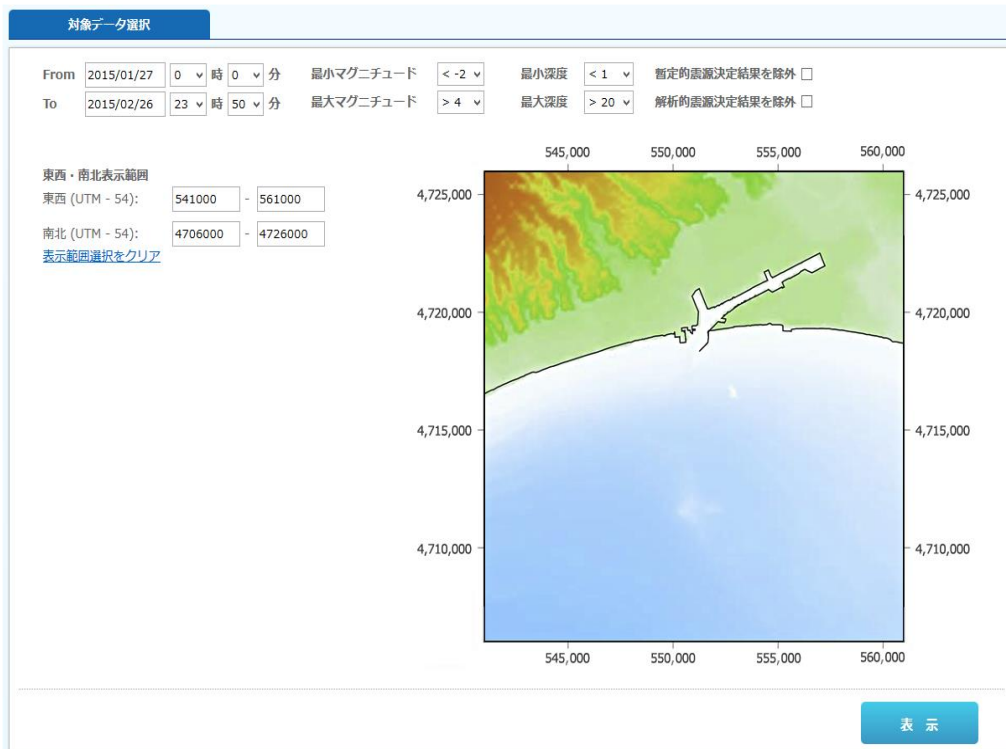 対象データ選択
From 2015/01/27 0 時 0 分 最小マグニチュード < -2 最小深度 < 1 暫定的震源決定結果を除外
To 2015/02/26 23 時 50 分 最大マグニチュード > 4 最大深度 > 20 解析的震源決定結果を除外
東西・南北表示範囲
東西 (UTM - 54): 541000 - 561000
南北 (UTM - 54): 4706000 - 4726000
表示範囲選択をクリア
545,000 550,000 555,000 560,000
4,725,000 4,725,000
4,720,000 4,720,000
4,715,000 4,715,000
4,710,000 4,710,000
545,000 550,000 555,000 560,000
表 示